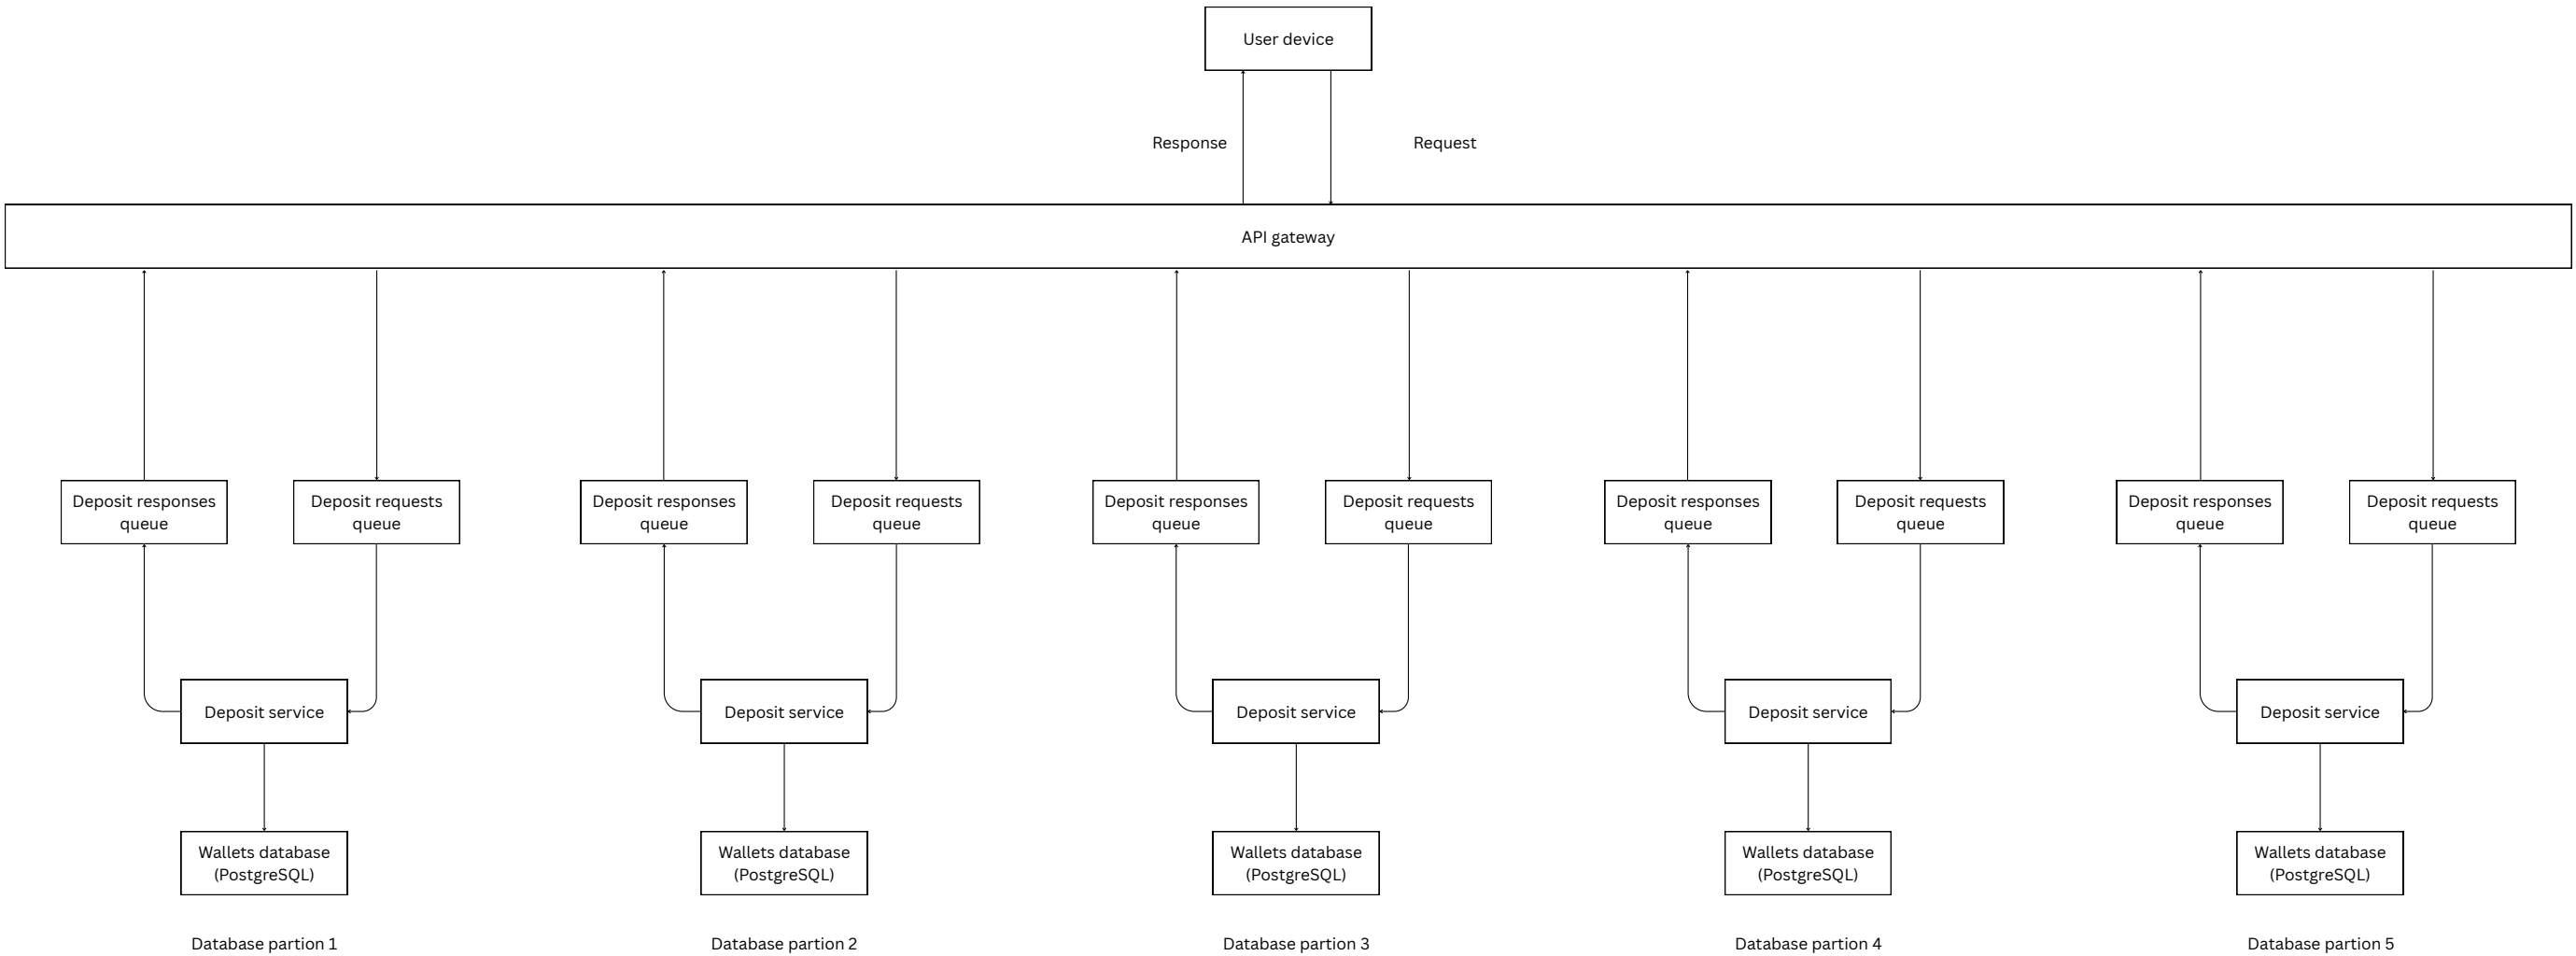 User device
Response
Request
API gateway
Deposit responses
queue
Deposit requests
queue
Deposit responses
queue
Deposit requests
queue
Deposit responses
queue
Deposit requests
queue
Deposit responses
queue
Deposit requests
queue
Deposit responses
queue
Deposit requests
queue
Deposit service
Deposit service
Deposit service
Deposit service
Deposit service
Wallets database
(PostgreSQL)
Wallets database
(PostgreSQL)
Wallets database
(PostgreSQL)
Wallets database
(PostgreSQL)
Wallets database
(PostgreSQL)
Database partion 1
Database partion 2
Database partion 3
Database partion 4
Database partion 5